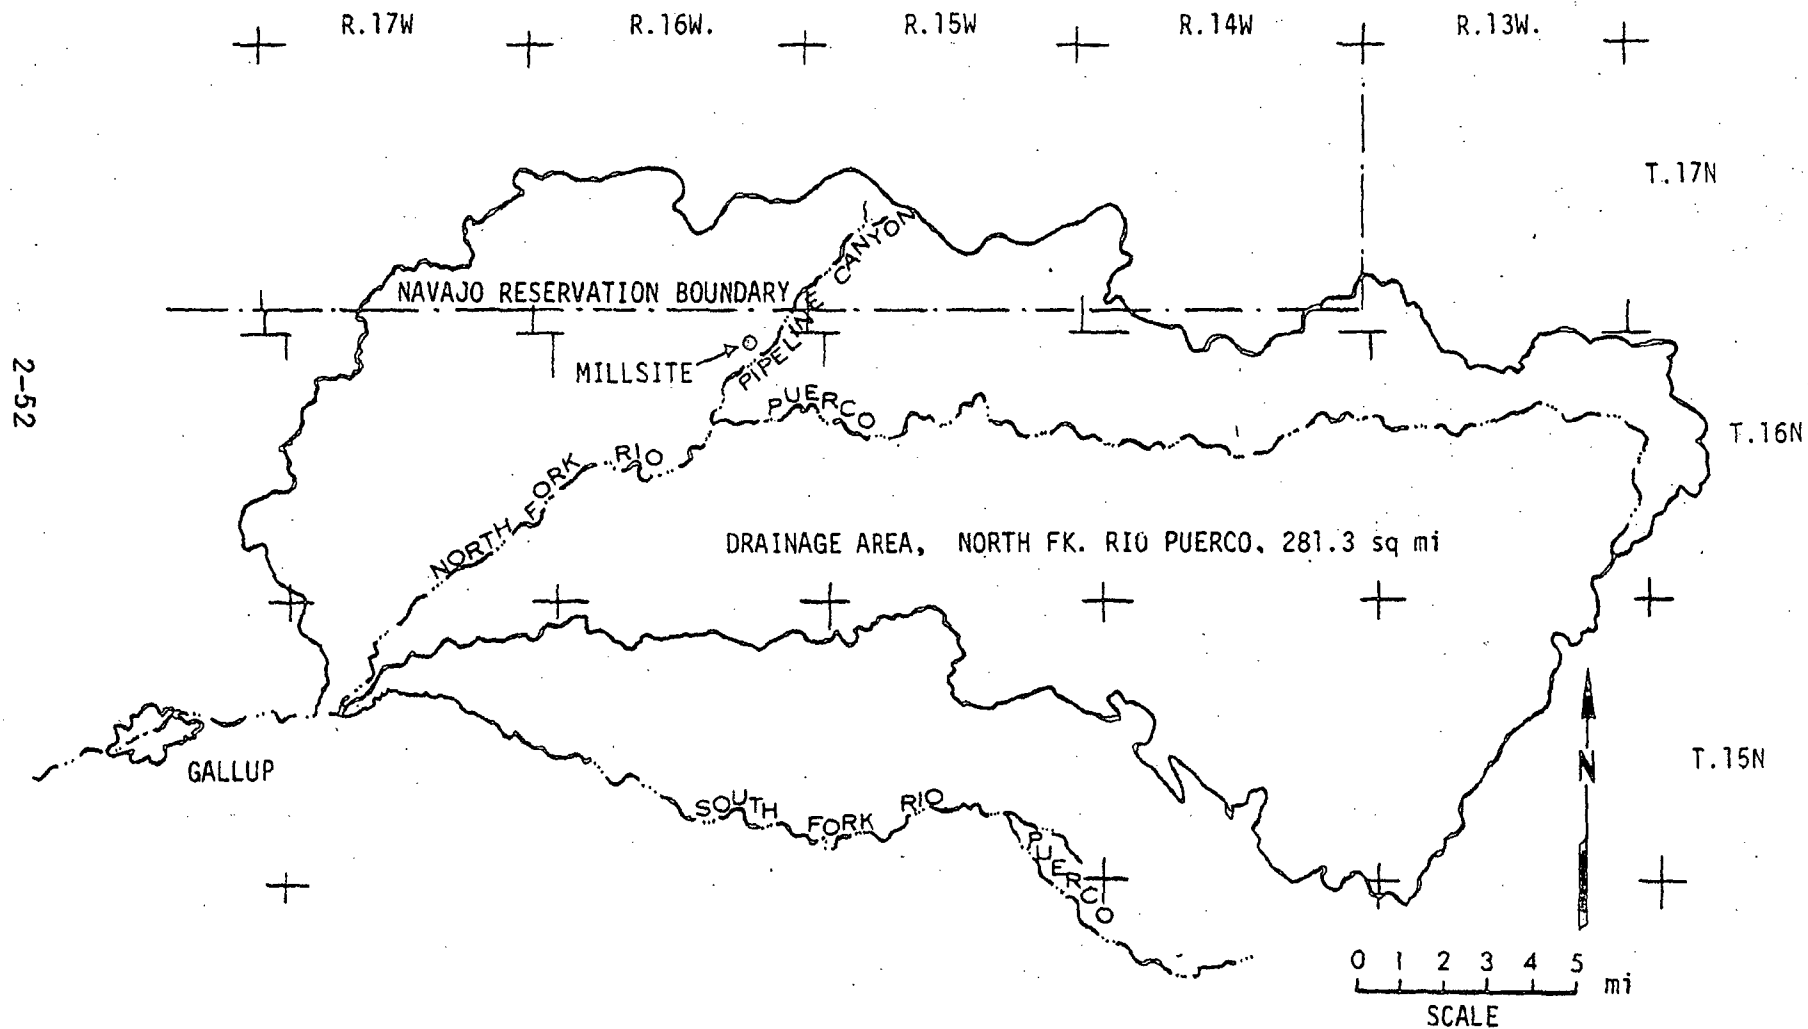 R.17W R.16W. R.15W R.14W R.13W.
T.17N
NAVAJO RESERVATION BOUNDARY
PIPELINE CANYON
MILLSITE
2-52
PUERCO
T.16N
NORTH FORK RIO
DRAINAGE AREA, NORTH FK. RIO PUERCO. 281.3 sq mi
GALLUP
N
T.15N
SOUTH FORK RIO PUERCO
0 1 2 3 4 5 mi
SCALE